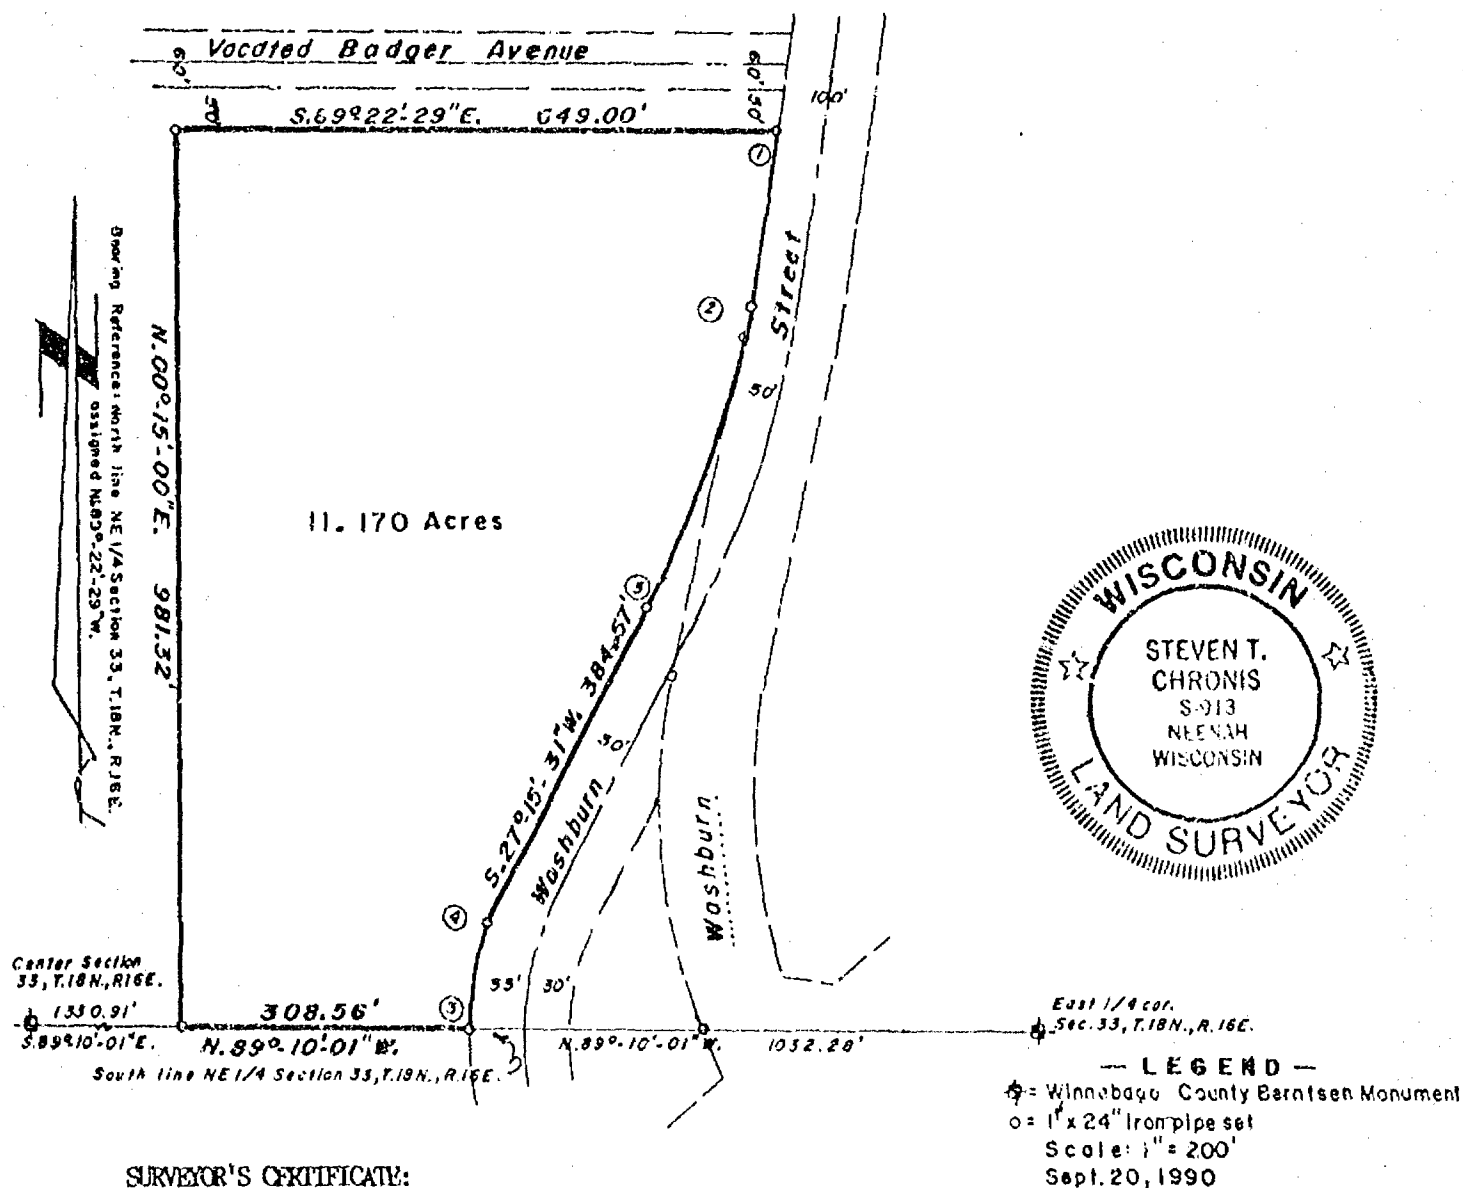 Vacated Badger Avenue
60'
60'
50'
50'
100'
S.69°22'-29"E. 649.00'
1
2
Street
50'
Bearing Reference: North line NE 1/4 Section 33, T.18N., R.16E.
assigned N.89°-22'-29"W.
N.00°-15'-00"E. 981.32'
11.170 Acres
5
S.27°-15'-31"W. 384.57'
50'
Washburn
Washburn
4
33'
30'
3
Center Section
33, T.18N., R16E.
1330.91'
S.89°10'-01"E.
308.56'
N.89°-10'-01"W.
N.89°-10'-01"W. 1032.28'
South line NE 1/4 Section 33, T.18N., R.16E.
East 1/4 cor.
Sec. 33, T.18N., R.16E.
WISCONSIN
STEVEN T.
CHRONIS
S-913
NEENAH
WISCONSIN
LAND SURVEYOR
— LEGEND —
= Winnebago County Berntsen Monument
o = 1" x 24" Iron pipe set
Scale: 1" = 200'
Sept. 20, 1990
SURVEYOR'S CERTIFICATE: